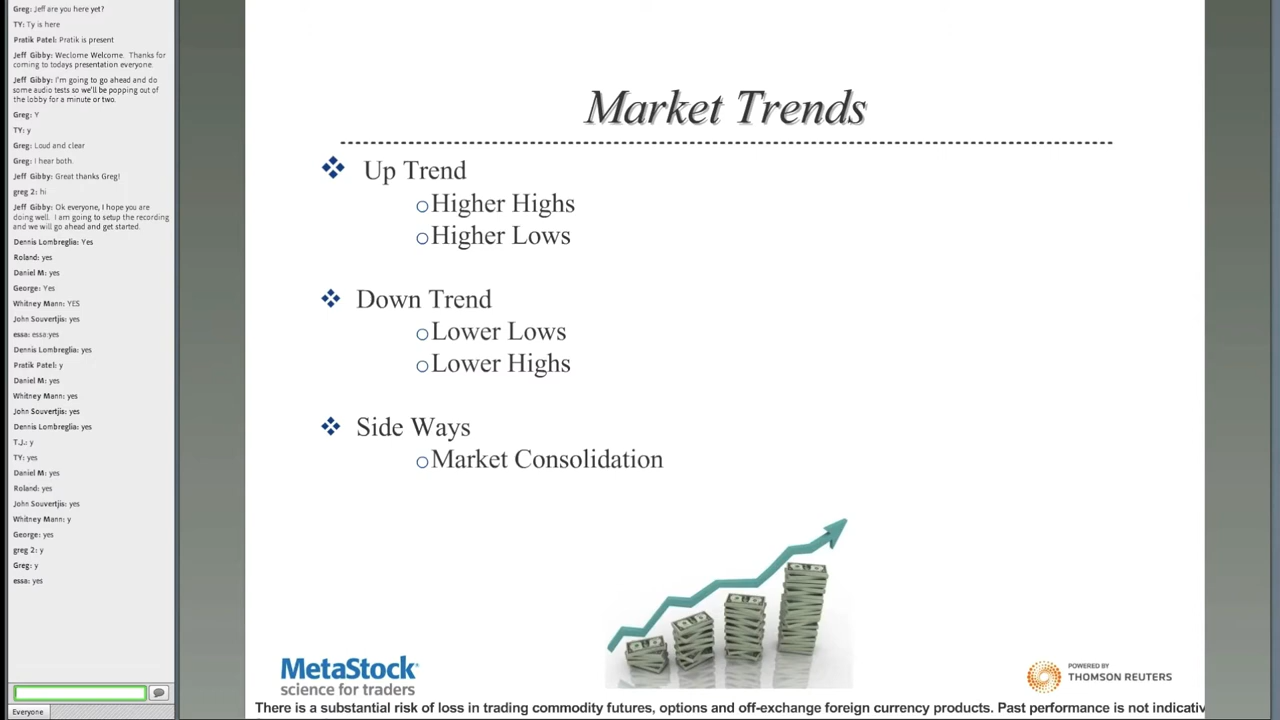 Greg: Jeff are you here yet?
TY: Ty is here
Pratik Patel: Pratik is present
Jeff Gibby: Weclome Welcome. Thanks for
coming to todays presentation everyone.
Jeff Gibby: I'm going to go ahead and do
some audio tests so we'll be popping out of
the lobby for a minute or two.
Greg: Y
TY: y
Greg: Loud and clear
Greg: I hear both.
Jeff Gibby: Great thanks Greg!
greg 2: hi
Jeff Gibby: Ok everyone, I hope you are
doing well. I am going to setup the recording
and we will go ahead and get started.
Dennis Lombreglia: Yes
Roland: yes
Daniel M: yes
George: Yes
Whitney Mann: YES
John Souvertjis: yes
essa: essa:yes
Dennis Lombreglia: yes
Pratik Patel: y
Daniel M: yes
Whitney Mann: yes
John Souvertjis: yes
Dennis Lombreglia: yes
T.J.: y
TY: yes
Daniel M: yes
Roland: yes
John Souvertjis: yes
Whitney Mann: y
George: yes
greg 2: y
Greg: y
essa: yes
Everyone
Market Trends
Up Trend
Higher Highs
Higher Lows
Down Trend
Lower Lows
Lower Highs
Side Ways
Market Consolidation
MetaStock®
science for traders
POWERED BY
THOMSON REUTERS
There is a substantial risk of loss in trading commodity futures, options and off-exchange foreign currency products. Past performance is not indicativ